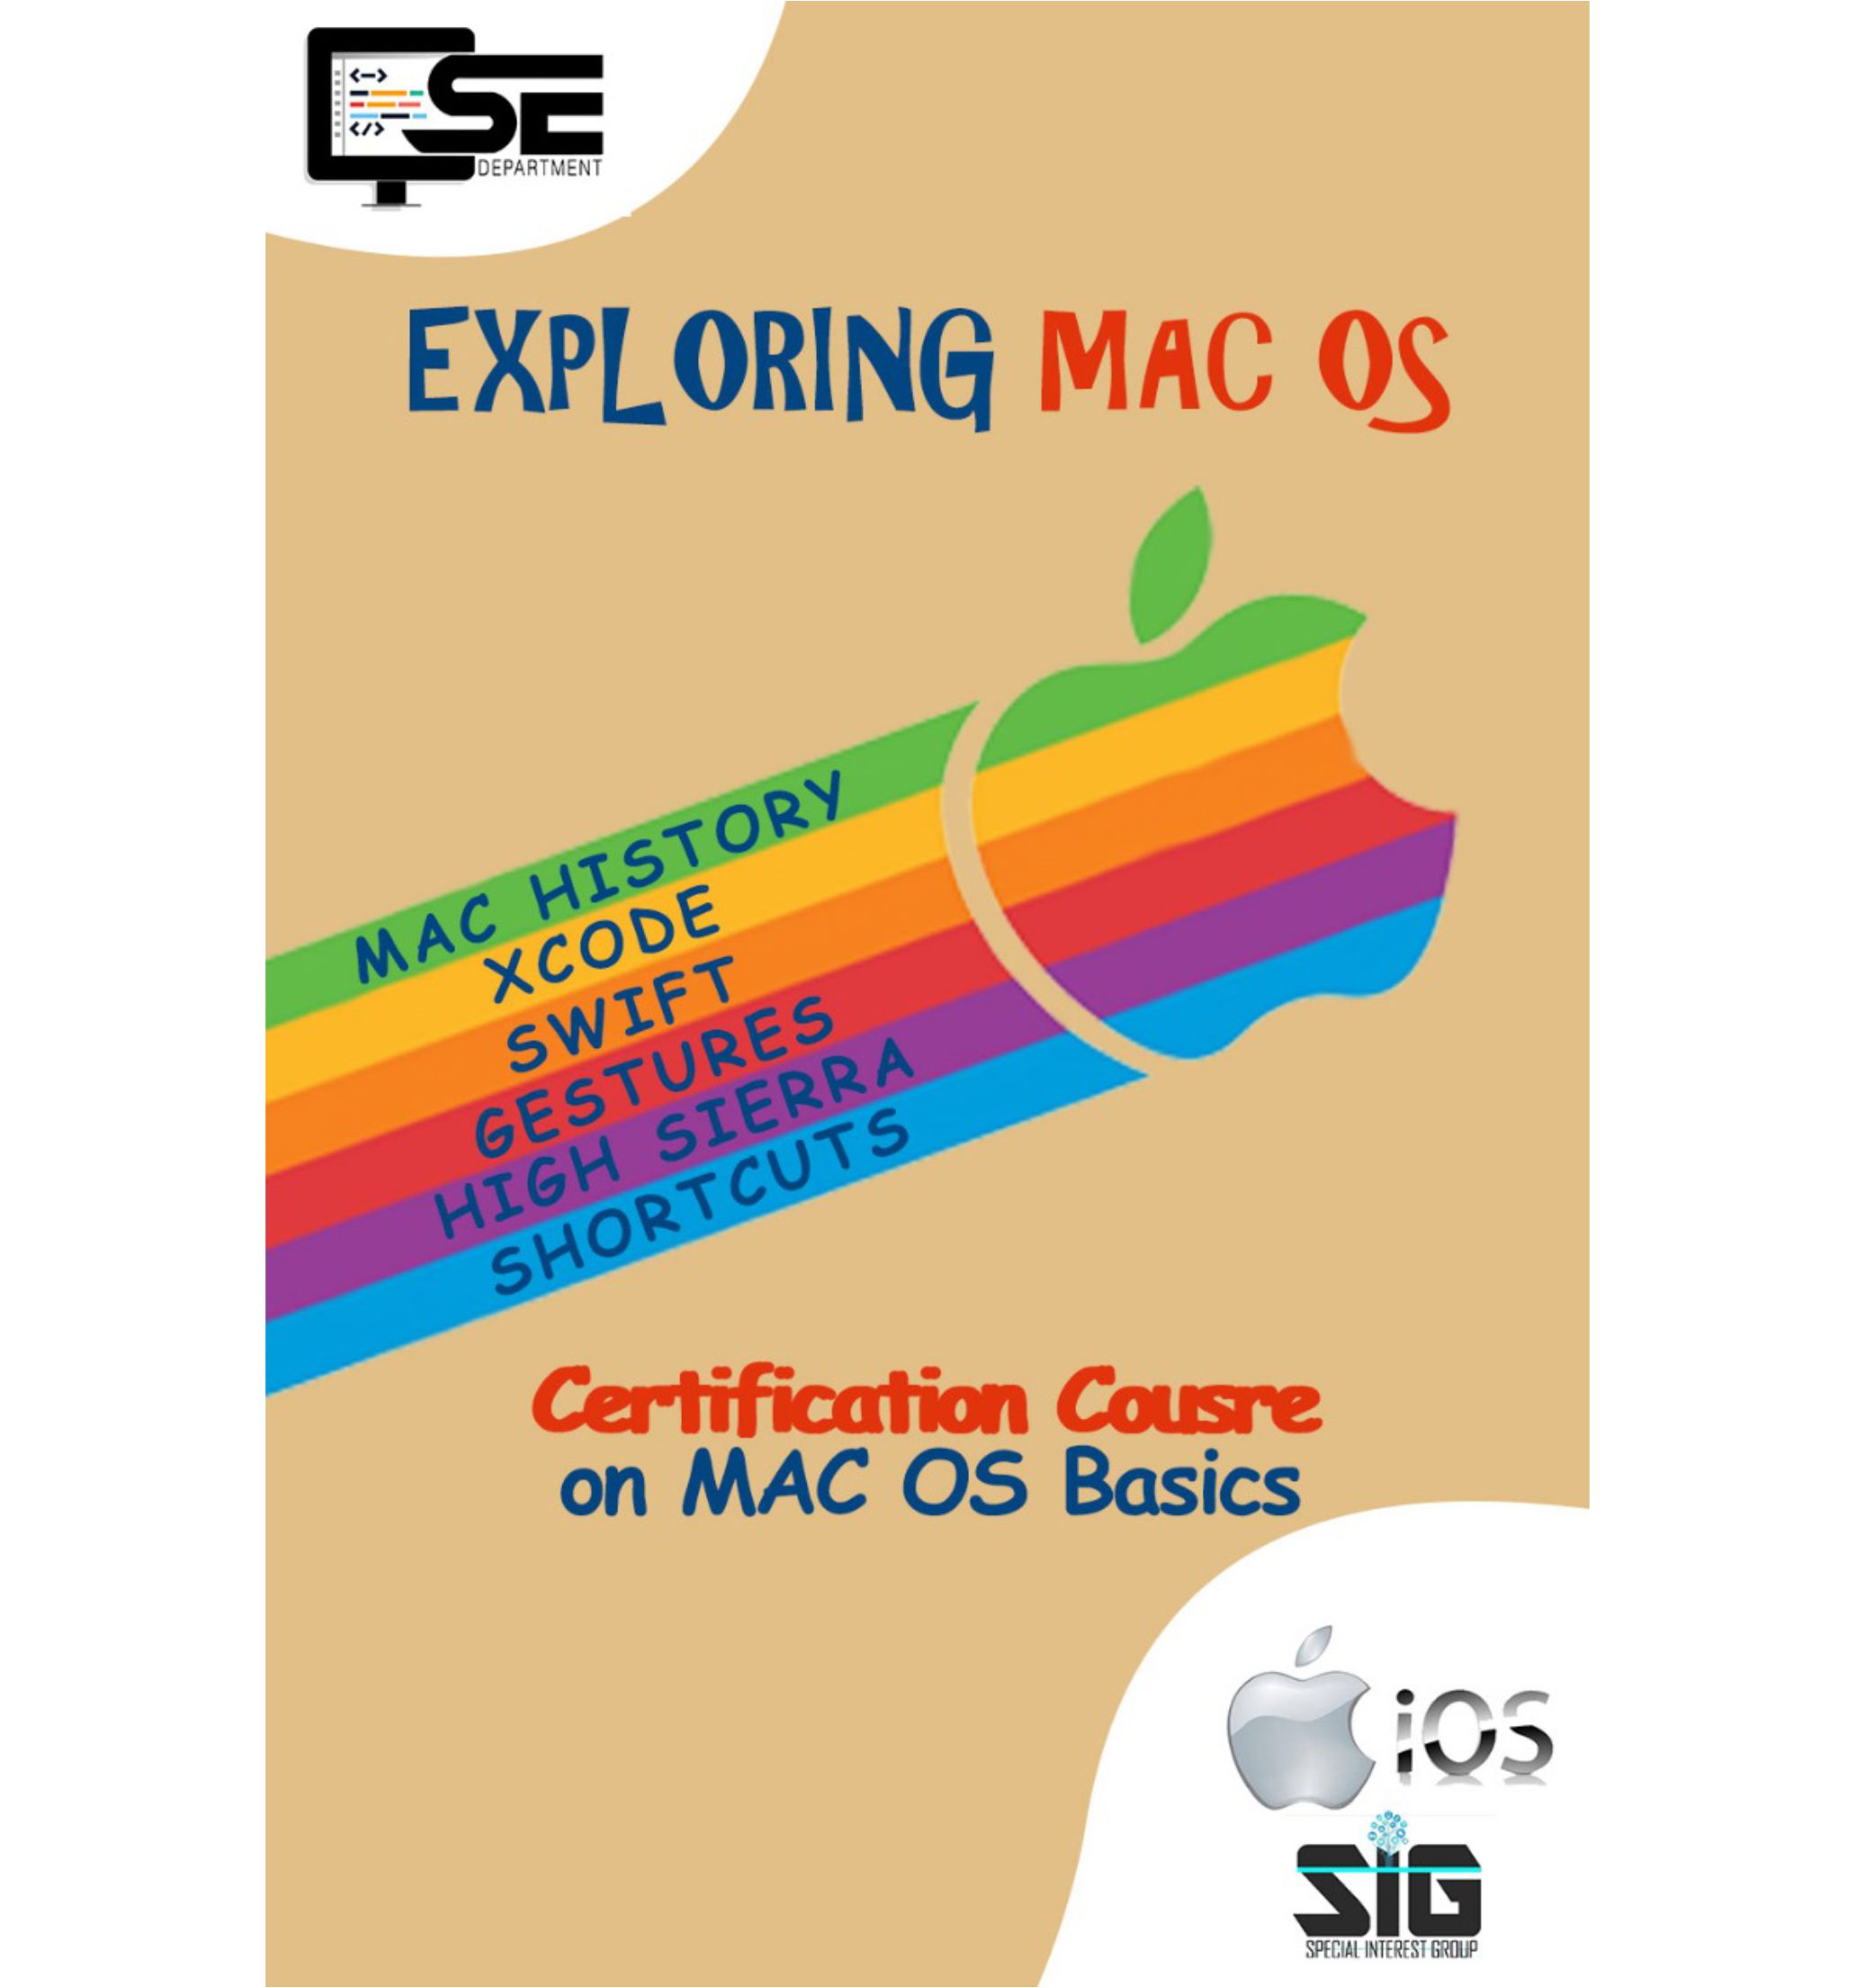 <->
</>
CSE
DEPARTMENT
EXPLORING MAC OS
MAC HISTORY
XCODE
SWIFT
GESTURES
HIGH SIERRA
SHORTCUTS
Certification Cousre
on MAC OS Basics
iOS
SIG
SPECIAL INTEREST GROUP